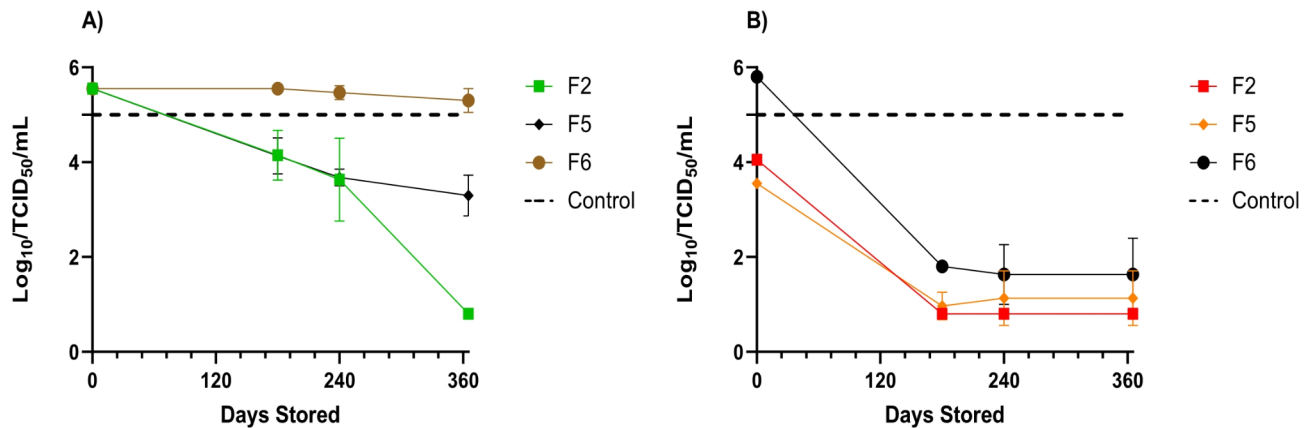 A)
6
4
2
0
0 120 240 360
Days Stored
Log₁₀/TCID₅₀/mL
F2
F5
F6
Control
B)
6
4
2
0
0 120 240 360
Days Stored
Log₁₀/TCID₅₀/mL
F2
F5
F6
Control